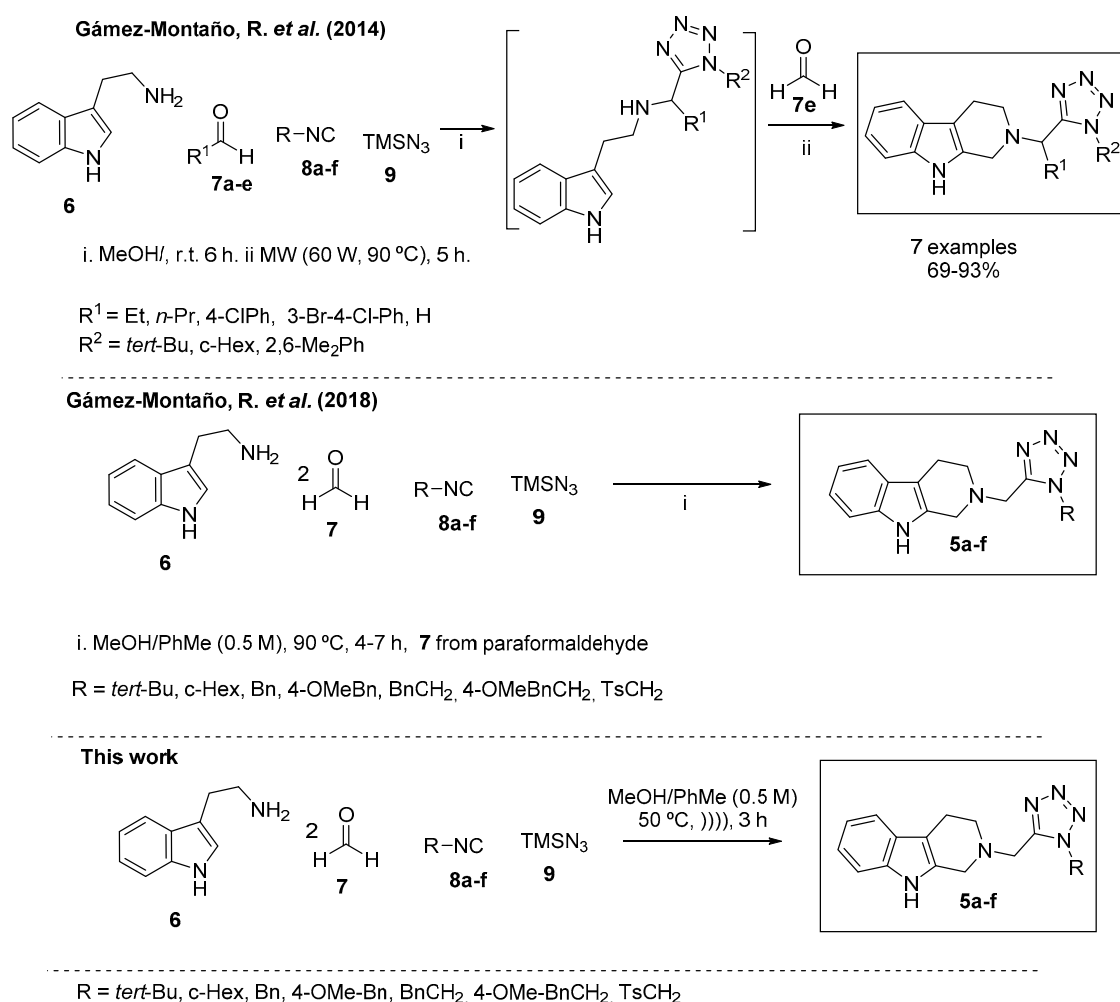 Gámez-Montaño, R. et al. (2014)
NH2
N
H
6
O
R1 H
7a-e
R–NC
8a-f
TMSN3
9
i
N N
N N
R2
HN
R1
N
H
O
H H
7e
ii
N N
N N
N
R2
R1
N
H
i. MeOH/, r.t. 6 h. ii MW (60 W, 90 ºC), 5 h.
7 examples
69-93%
R1 = Et, n-Pr, 4-ClPh, 3-Br-4-Cl-Ph, H
R2 = tert-Bu, c-Hex, 2,6-Me2Ph
Gámez-Montaño, R. et al. (2018)
NH2
N
H
6
2
O
H H
7
R–NC
8a-f
TMSN3
9
i
N N
N N
N
R
N
H
5a-f
i. MeOH/PhMe (0.5 M), 90 ºC, 4-7 h, 7 from paraformaldehyde
R = tert-Bu, c-Hex, Bn, 4-OMeBn, BnCH2, 4-OMeBnCH2, TsCH2
This work
NH2
N
H
6
2
O
H H
7
R–NC
8a-f
TMSN3
9
MeOH/PhMe (0.5 M)
50 ºC, )))), 3 h
N N
N N
N
R
N
H
5a-f
R = tert-Bu, c-Hex, Bn, 4-OMe-Bn, BnCH2, 4-OMe-BnCH2, TsCH2